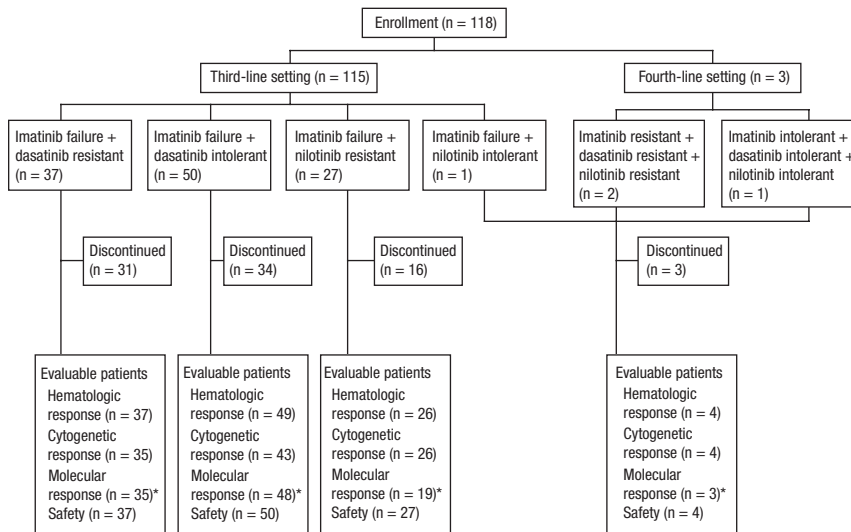 Enrollment (n = 118)
Third-line setting (n = 115)
Fourth-line setting (n = 3)
Imatinib failure +
dasatinib resistant
(n = 37)
Imatinib failure +
dasatinib intolerant
(n = 50)
Imatinib failure +
nilotinib resistant
(n = 27)
Imatinib failure +
nilotinib intolerant
(n = 1)
Imatinib resistant +
dasatinib resistant +
nilotinib resistant
(n = 2)
Imatinib intolerant +
dasatinib intolerant +
nilotinib intolerant
(n = 1)
Discontinued
(n = 31)
Discontinued
(n = 34)
Discontinued
(n = 16)
Discontinued
(n = 3)
Evaluable patients
Hematologic
response (n = 37)
Cytogenetic
response (n = 35)
Molecular
response (n = 35)*
Safety (n = 37)
Evaluable patients
Hematologic
response (n = 49)
Cytogenetic
response (n = 43)
Molecular
response (n = 48)*
Safety (n = 50)
Evaluable patients
Hematologic
response (n = 26)
Cytogenetic
response (n = 26)
Molecular
response (n = 19)*
Safety (n = 27)
Evaluable patients
Hematologic
response (n = 4)
Cytogenetic
response (n = 4)
Molecular
response (n = 3)*
Safety (n = 4)